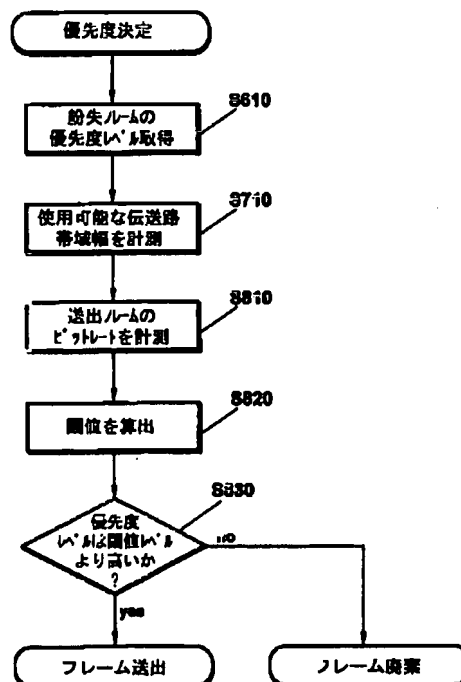 優先度決定
紛失ルームの
優先度ﾚﾍﾞﾙ取得
S610
使用可能な伝送路
帯域幅を計測
S710
送出ルームの
ﾋﾞｯﾄﾚｰﾄを計測
S810
閾値を算出
S820
優先度
ﾚﾍﾞﾙは閾値ﾚﾍﾞﾙ
より高いか
?
S830
no
yes
フレーム送出
フレーム廃棄